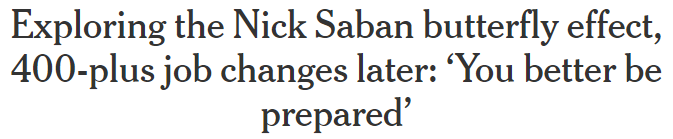 Exploring the Nick Saban butterfly effect,
400-plus job changes later: ‘You better be
prepared’